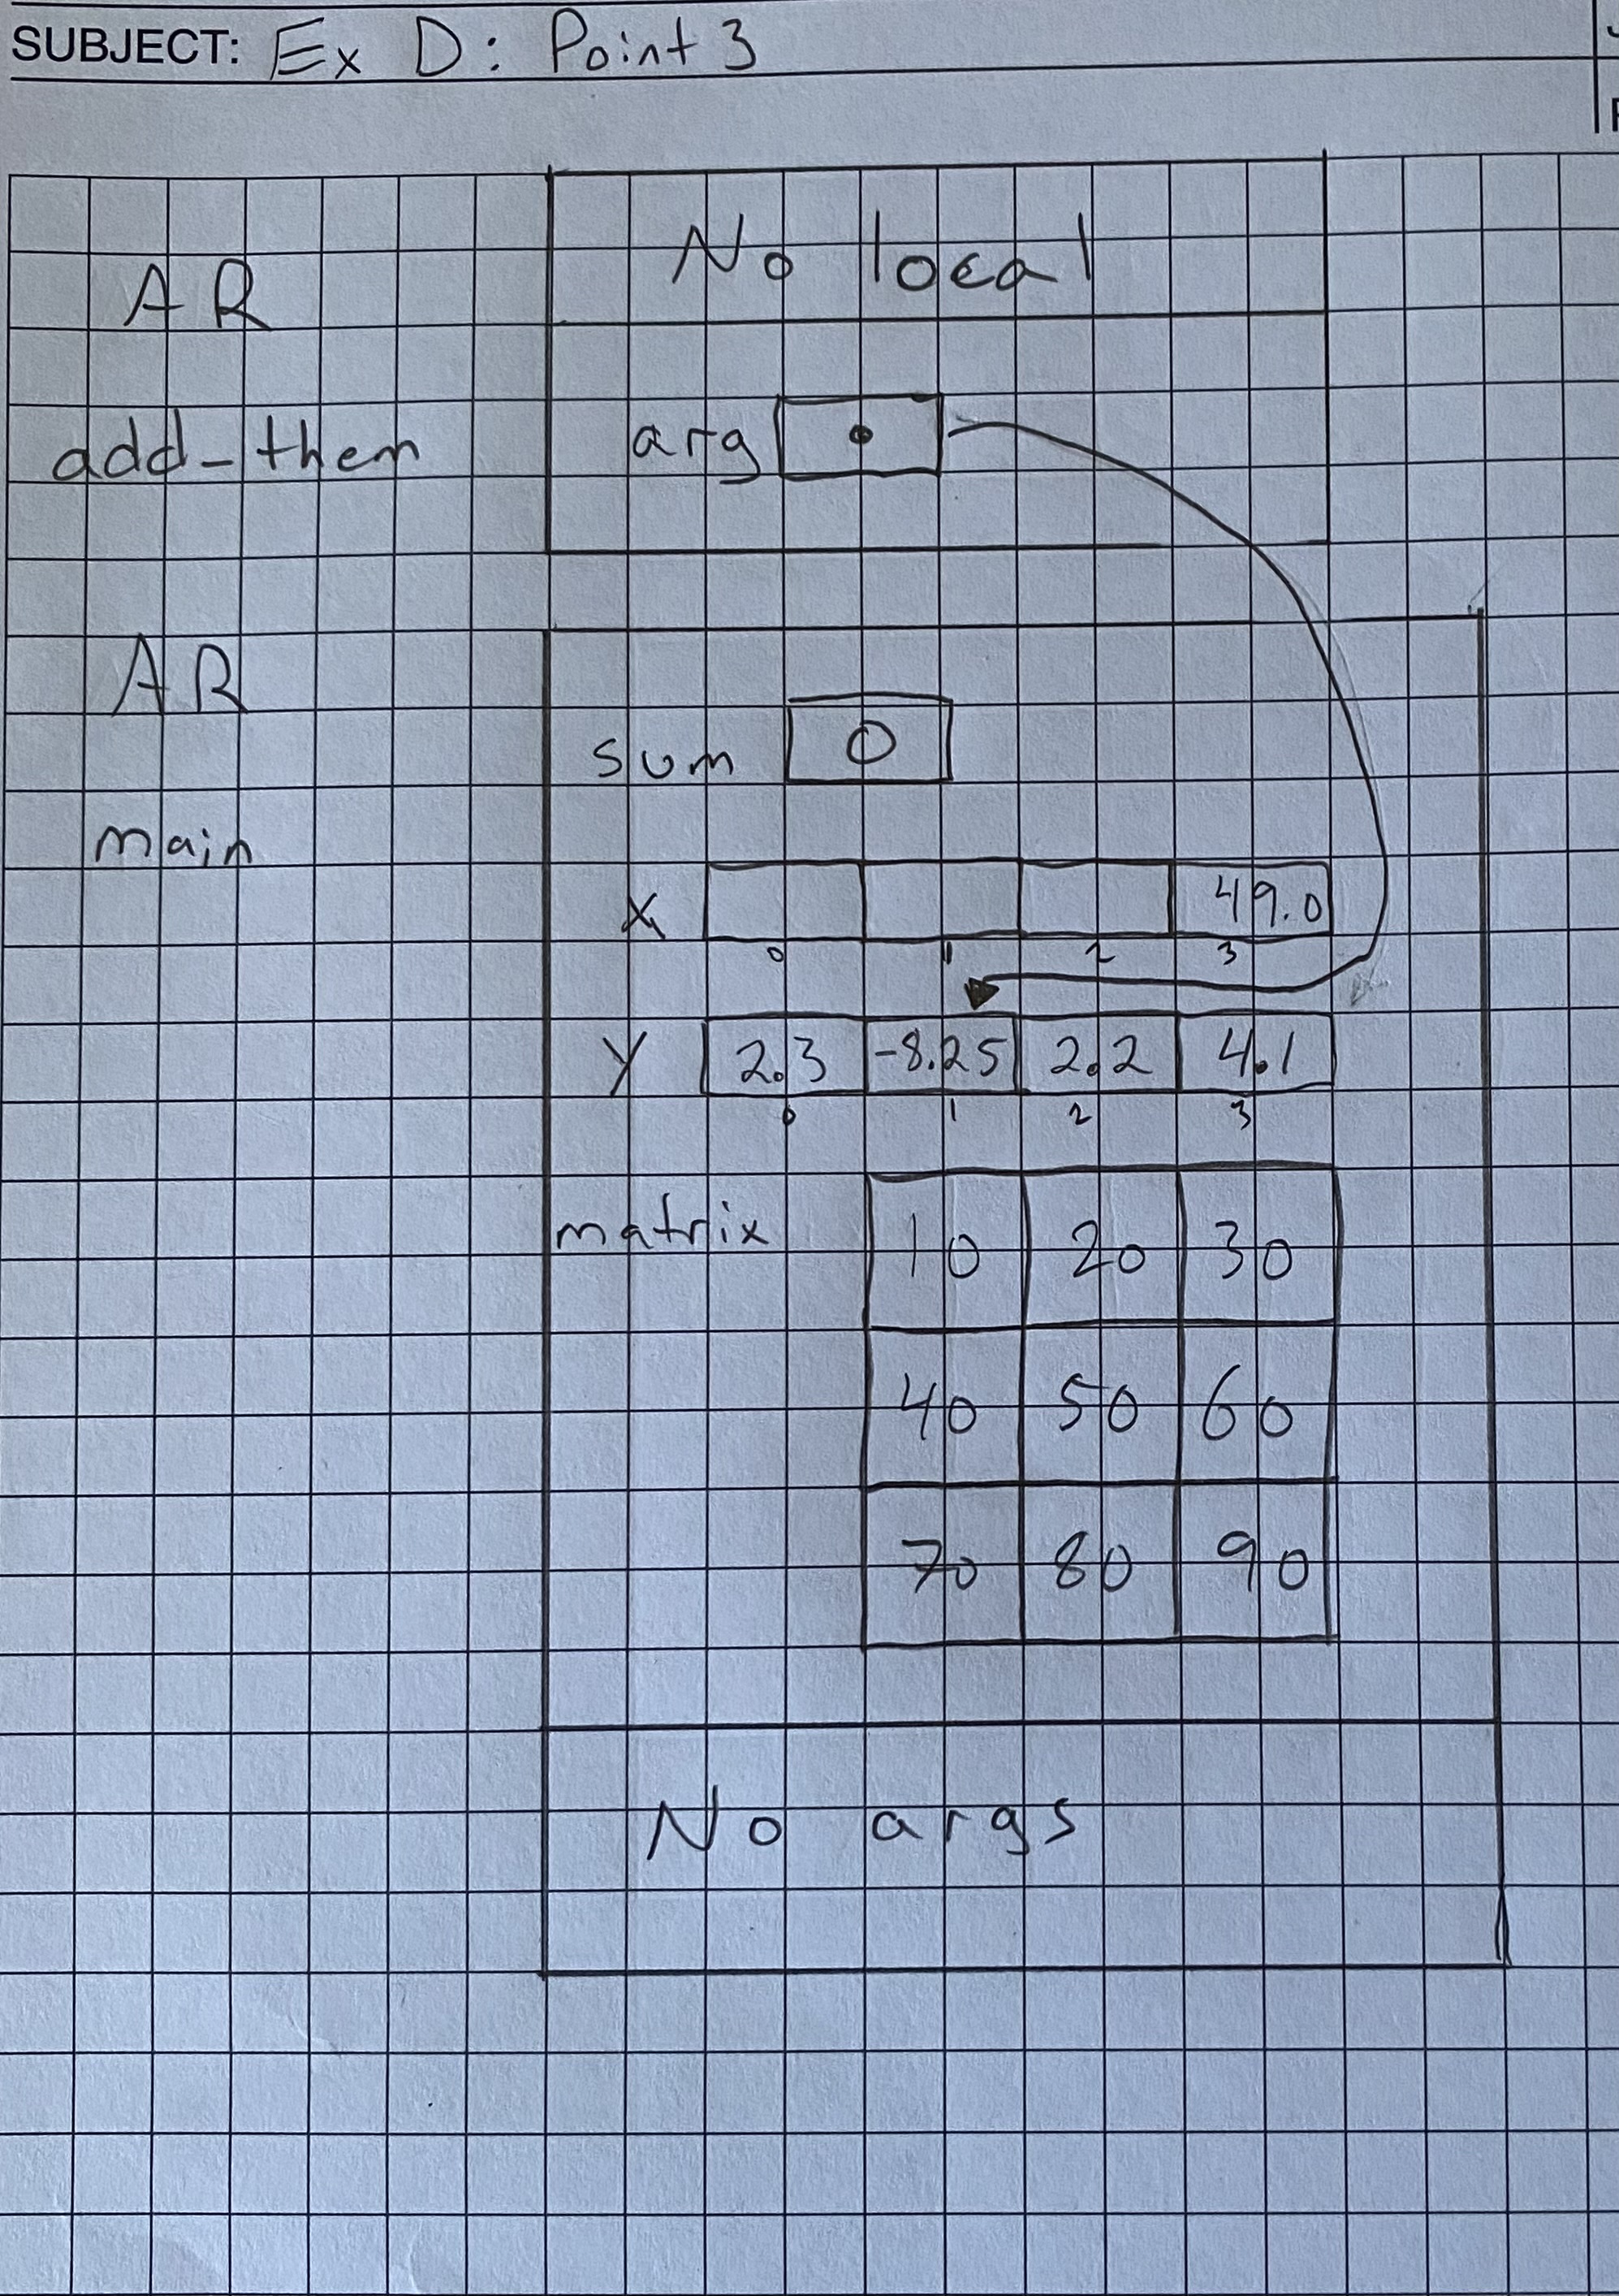 SUBJECT: Ex D: Point 3
No local
AR
arg
add_them
AR
sum 0
main
X 49.0
0 1 2 3
y 2.3 -8.25 2.2 4.1
0 1 2 3
matrix 10 20 30
40 50 60
70 80 90
No args